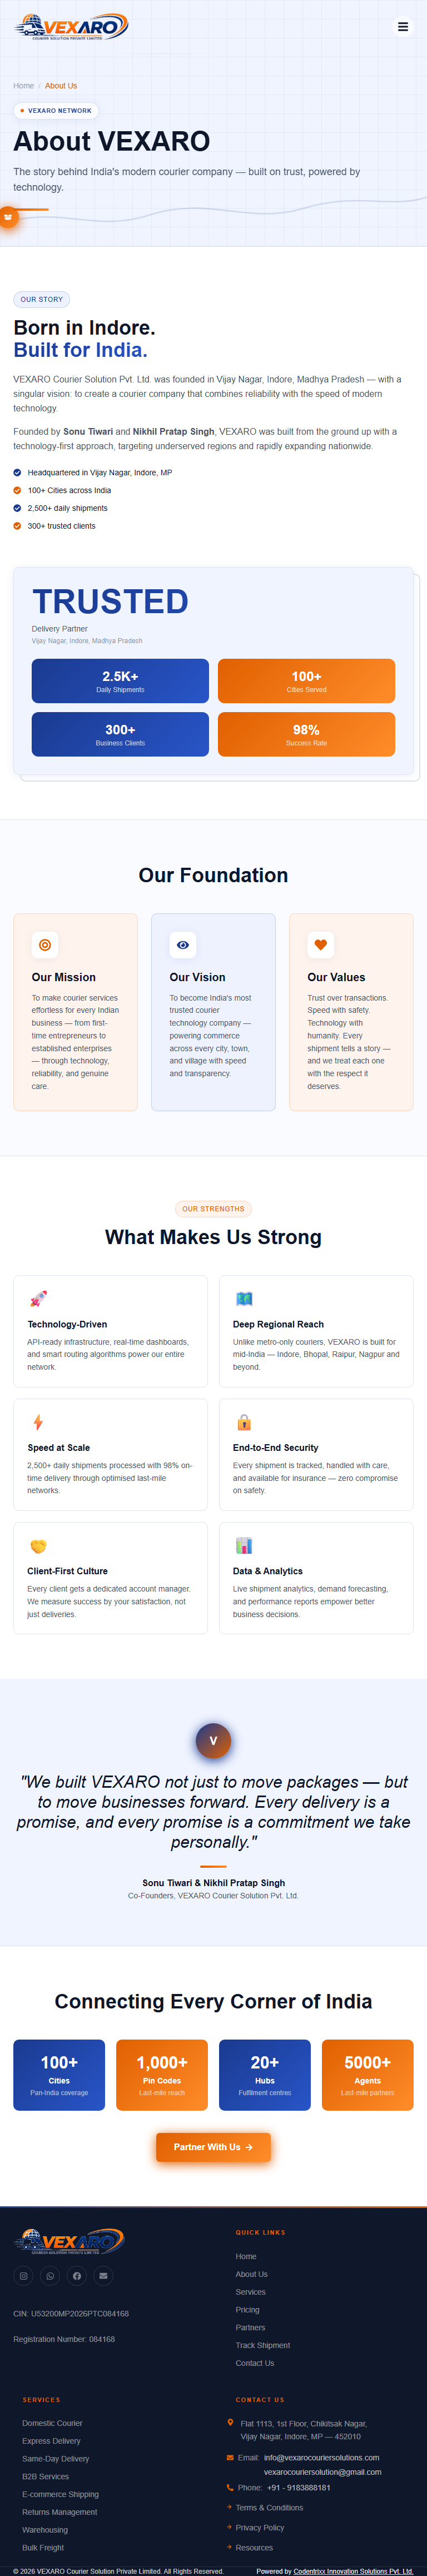 VEXARO
COURIER SOLUTION PRIVATE LIMITED
Home / About Us
VEXARO NETWORK
About VEXARO
The story behind India's modern courier company — built on trust, powered by
technology.
OUR STORY
Born in Indore.
Built for India.
VEXARO Courier Solution Pvt. Ltd. was founded in Vijay Nagar, Indore, Madhya Pradesh — with a
singular vision: to create a courier company that combines reliability with the speed of modern
technology.
Founded by Sonu Tiwari and Nikhil Pratap Singh, VEXARO was built from the ground up with a
technology-first approach, targeting underserved regions and rapidly expanding nationwide.
Headquartered in Vijay Nagar, Indore, MP
100+ Cities across India
2,500+ daily shipments
300+ trusted clients
TRUSTED
Delivery Partner
Vijay Nagar, Indore, Madhya Pradesh
2.5K+
Daily Shipments
100+
Cities Served
300+
Business Clients
98%
Success Rate
Our Foundation
Our Mission
To make courier services
effortless for every Indian
business — from first-
time entrepreneurs to
established enterprises
— through technology,
reliability, and genuine
care.
Our Vision
To become India's most
trusted courier
technology company —
powering commerce
across every city, town,
and village with speed
and transparency.
Our Values
Trust over transactions.
Speed with safety.
Technology with
humanity. Every
shipment tells a story —
and we treat each one
with the respect it
deserves.
OUR STRENGTHS
What Makes Us Strong
Technology-Driven
API-ready infrastructure, real-time dashboards,
and smart routing algorithms power our entire
network.
Deep Regional Reach
Unlike metro-only couriers, VEXARO is built for
mid-India — Indore, Bhopal, Raipur, Nagpur and
beyond.
Speed at Scale
2,500+ daily shipments processed with 98% on-
time delivery through optimised last-mile
networks.
End-to-End Security
Every shipment is tracked, handled with care,
and available for insurance — zero compromise
on safety.
Client-First Culture
Every client gets a dedicated account manager.
We measure success by your satisfaction, not
just deliveries.
Data & Analytics
Live shipment analytics, demand forecasting,
and performance reports empower better
business decisions.
V
"We built VEXARO not just to move packages — but
to move businesses forward. Every delivery is a
promise, and every promise is a commitment we take
personally."
Sonu Tiwari & Nikhil Pratap Singh
Co-Founders, VEXARO Courier Solution Pvt. Ltd.
Connecting Every Corner of India
100+
Cities
Pan-India coverage
1,000+
Pin Codes
Last-mile reach
20+
Hubs
Fulfilment centres
5000+
Agents
Last-mile partners
Partner With Us →
VEXARO
COURIER SOLUTION PRIVATE LIMITED
CIN: U53200MP2026PTC084168
Registration Number: 084168
QUICK LINKS
Home
About Us
Services
Pricing
Partners
Track Shipment
Contact Us
SERVICES
Domestic Courier
Express Delivery
Same-Day Delivery
B2B Services
E-commerce Shipping
Returns Management
Warehousing
Bulk Freight
CONTACT US
Flat 1113, 1st Floor, Chikitsak Nagar,
Vijay Nagar, Indore, MP — 452010
Email: info@vexarocouriersolutions.com
vexarocouriersolution@gmail.com
Phone: +91 - 9183888181
Terms & Conditions
Privacy Policy
Resources
© 2026 VEXARO Courier Solution Private Limited. All Rights Reserved.
Powered by Codentrixx Innovation Solutions Pvt. Ltd.